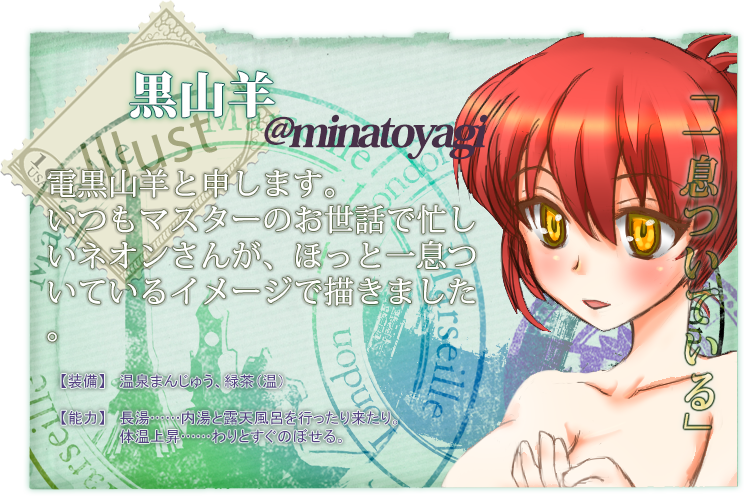 黒山羊
@minatoyagi
illust
電黒山羊と申します。
いつもマスターのお世話で忙し
いネオンさんが、ほっと一息つ
いているイメージで描きました
。
「一息ついている」
【装備】 温泉まんじゅう、緑茶（温）
【能力】 長湯……内湯と露天風呂を行ったり来たり。
体温上昇……わりとすぐのぼせる。